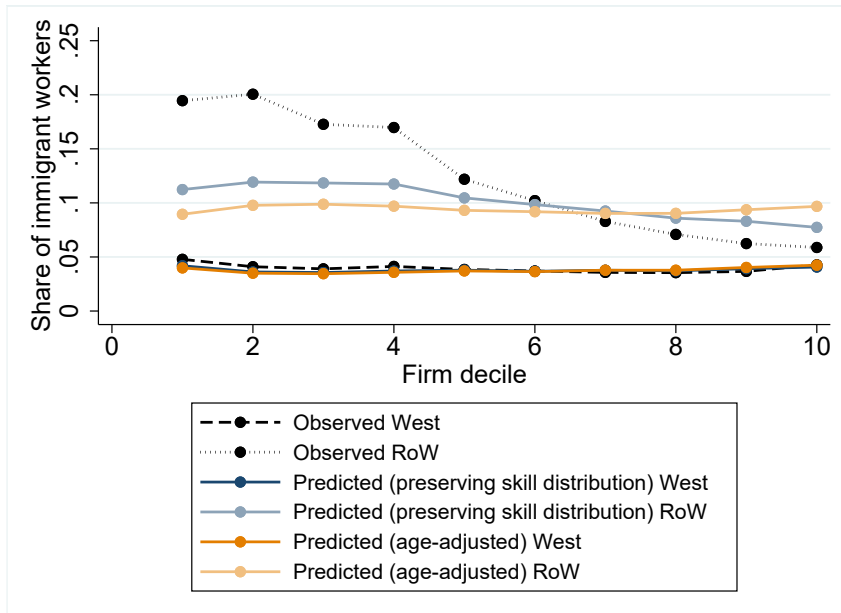 .25
.2
.15
.1
.05
0
Share of immigrant workers
0 2 4 6 8 10
Firm decile
Observed West
Observed RoW
Predicted (preserving skill distribution) West
Predicted (preserving skill distribution) RoW
Predicted (age-adjusted) West
Predicted (age-adjusted) RoW